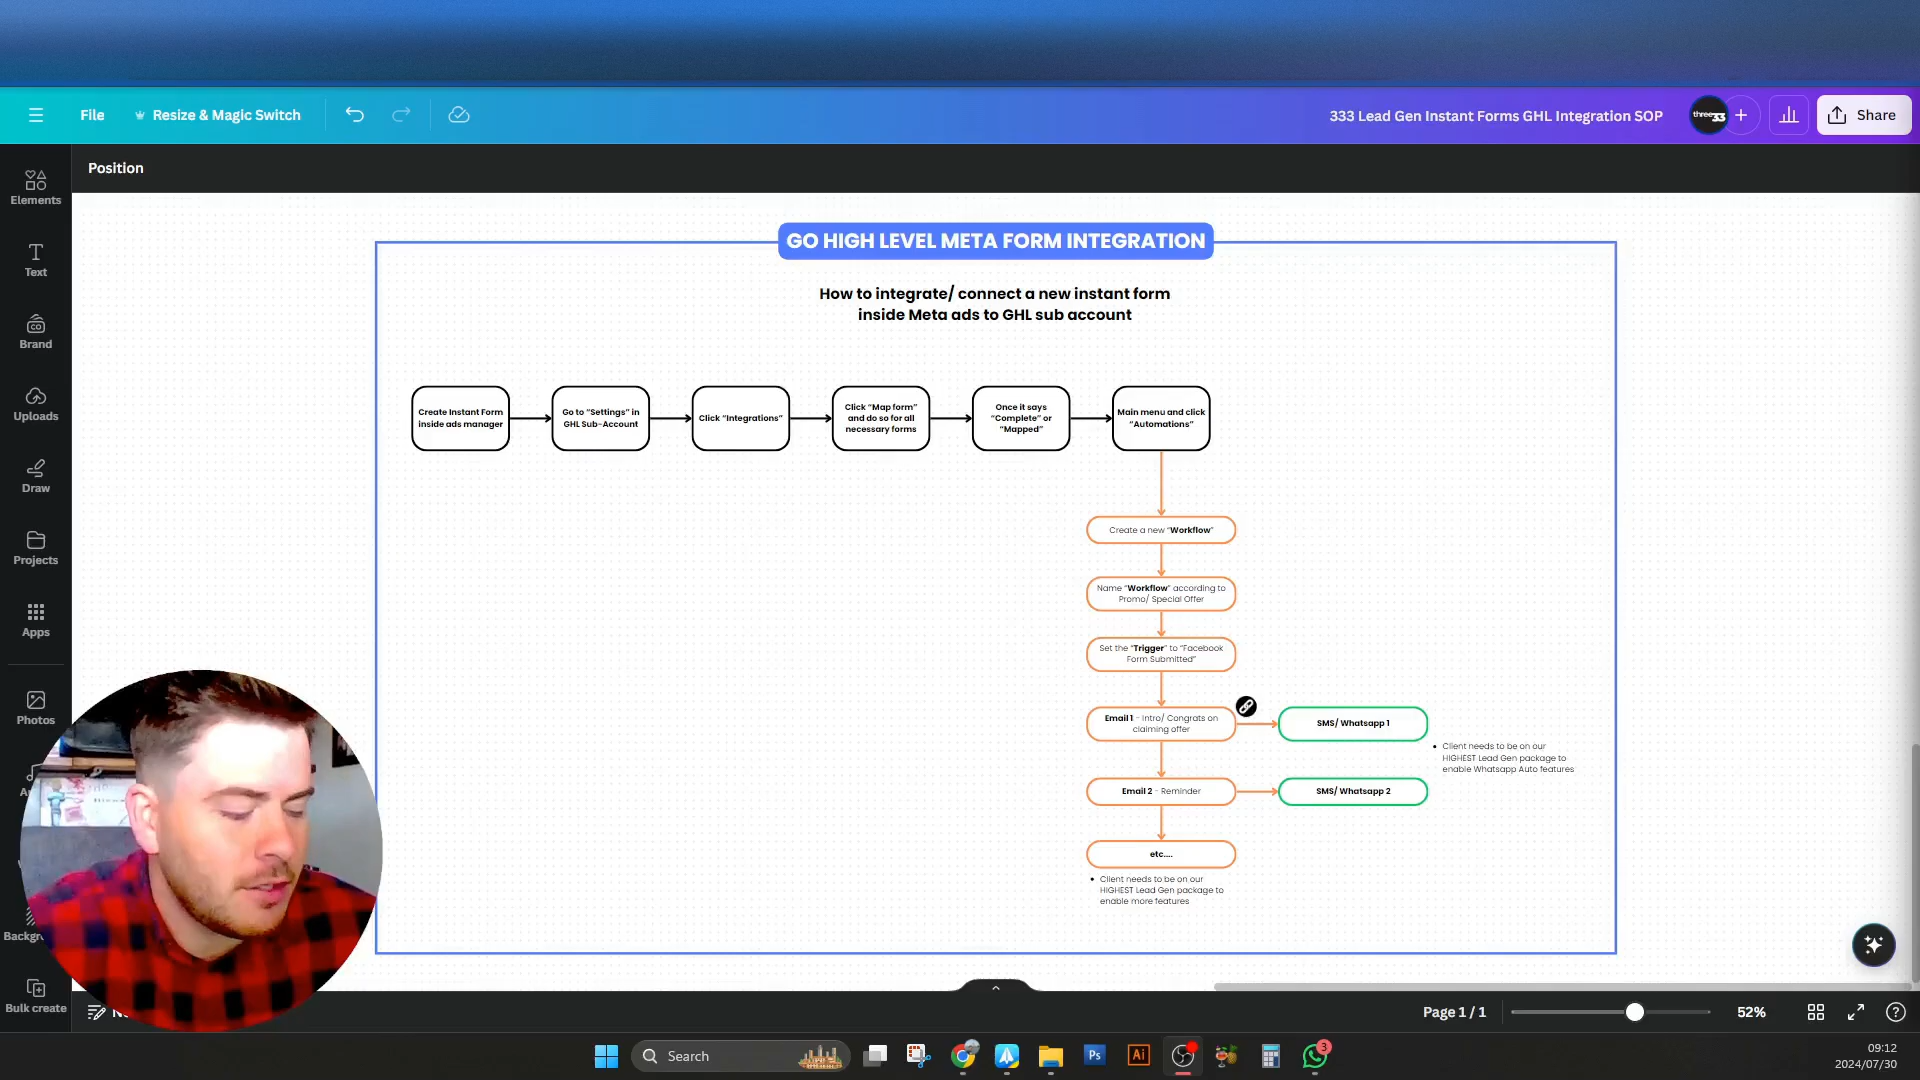 File
Resize & Magic Switch
333 Lead Gen Instant Forms GHL Integration SOP
three33
Share
Position
Elements
Text
Brand
Uploads
Draw
Projects
Apps
Photos
Bulk create
GO HIGH LEVEL META FORM INTEGRATION
How to integrate/ connect a new instant form
inside Meta ads to GHL sub account
Create Instant Form
inside ads manager
Go to "Settings" in
GHL Sub-Account
Click "Integrations"
Click "Map form"
and do so for all
necessary forms
Once it says
"Complete" or
"Mapped"
Main menu and click
"Automations"
Create a new "Workflow"
Name "Workflow" according to
Promo/ Special Offer
Set the "Trigger" to "Facebook
Form Submitted"
Email 1 - Intro/ Congrats on
claiming offer
SMS/ Whatsapp 1
• Client needs to be on our
HIGHEST Lead Gen package to
enable Whatsapp Auto features
Email 2 - Reminder
SMS/ Whatsapp 2
etc....
• Client needs to be on our
HIGHEST Lead Gen package to
enable more features
Page 1 / 1
52%
Search
Ps
Ai
3
09:12
2024/07/30